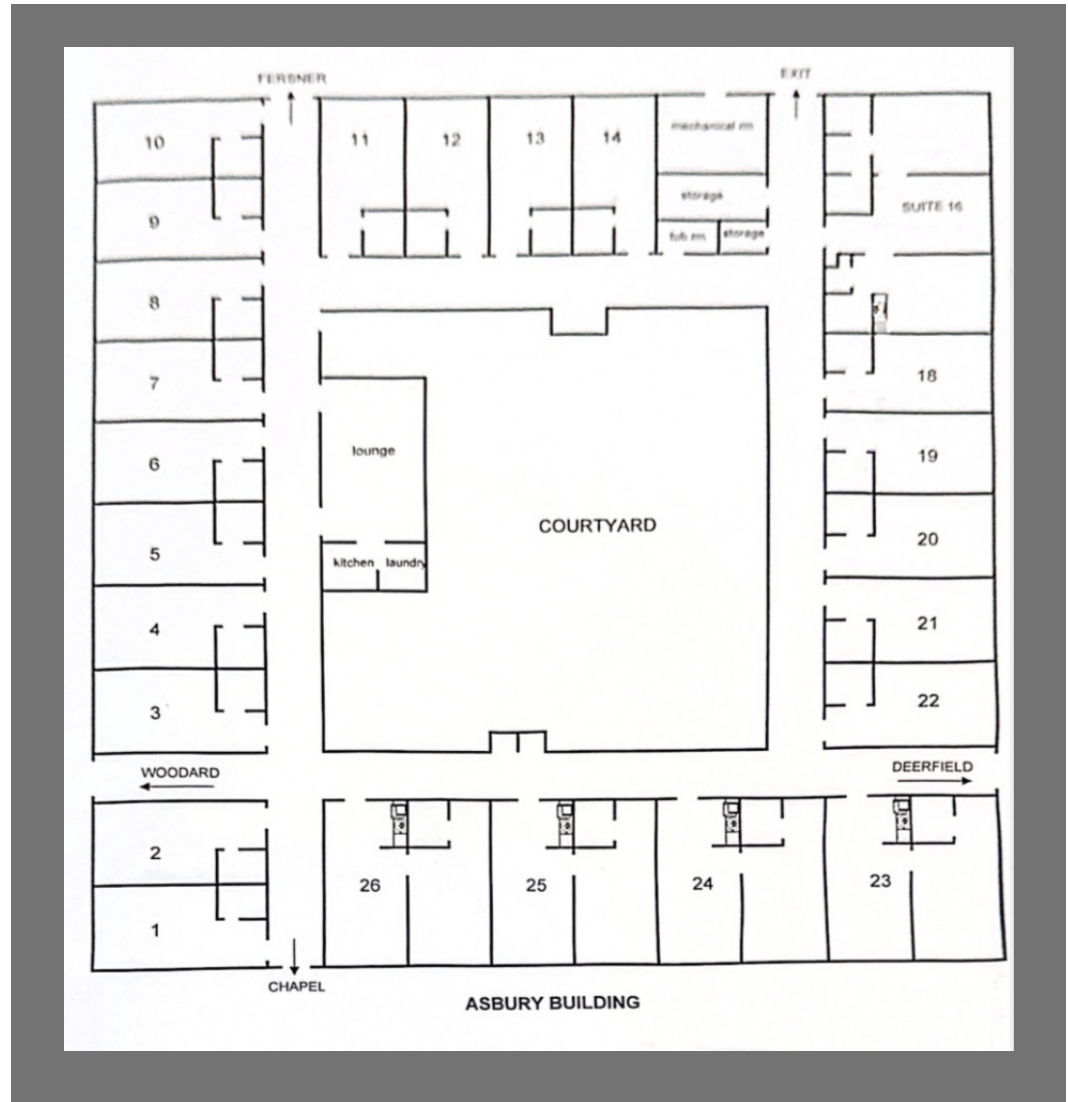 FERSNER
EXIT
10
11
12
13
14
mechanical rm
9
storage
SUITE 16
tub rm
storage
8
7
18
6
lounge
19
COURTYARD
5
kitchen
laundry
20
4
21
3
22
WOODARD
DEERFIELD
2
26
25
24
23
1
CHAPEL
ASBURY BUILDING